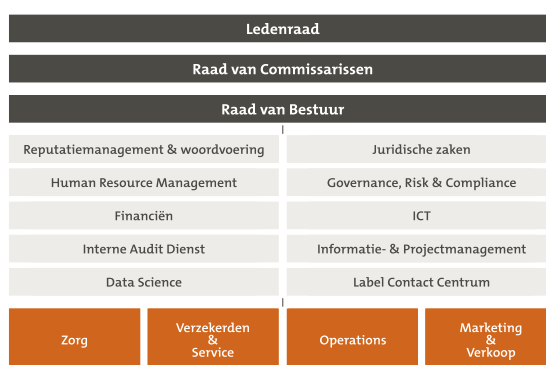 Ledenraad
Raad van Commissarissen
Raad van Bestuur
Reputatiemanagement & woordvoering
Juridische zaken
Human Resource Management
Governance, Risk & Compliance
Financiën
ICT
Interne Audit Dienst
Informatie- & Projectmanagement
Data Science
Label Contact Centrum
Zorg
Verzekerden
&
Service
Operations
Marketing
&
Verkoop